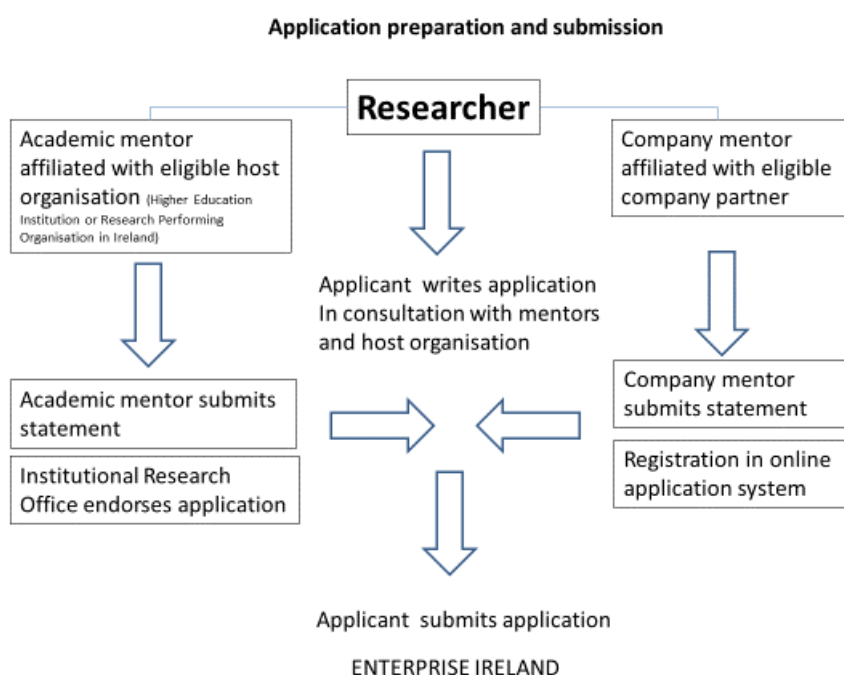 Application preparation and submission
Researcher
Academic mentor
affiliated with eligible host
organisation (Higher Education
Institution or Research Performing
Organisation in Ireland)
Company mentor
affiliated with eligible
company partner
Applicant writes application
In consultation with mentors
and host organisation
Academic mentor submits
statement
Institutional Research
Office endorses application
Company mentor
submits statement
Registration in online
application system
Applicant submits application
ENTERPRISE IRELAND